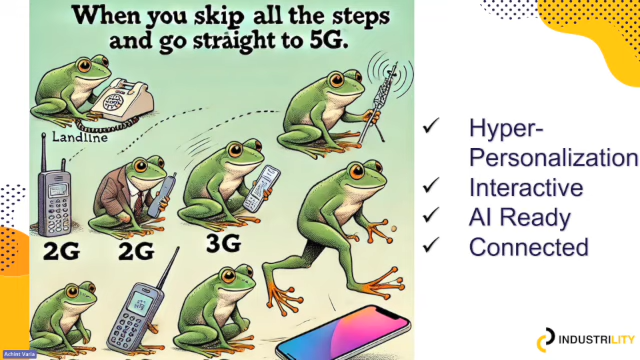 When you skip all the steps
and go straight to 5G.
Landline
2G
2G
3G
✓ Hyper-
Personalization
✓ Interactive
✓ AI Ready
✓ Connected
Achint Varia
INDUSTRILITY